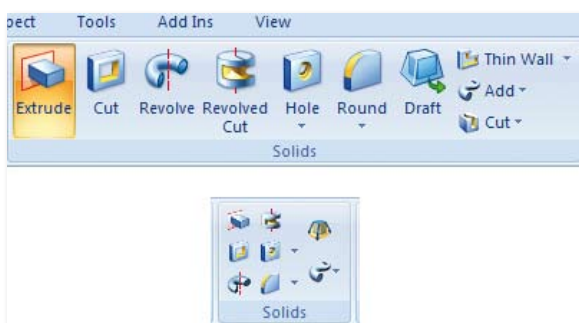 pect Tools Add Ins View
Thin Wall
Add
Cut
Extrude Cut Revolve Revolved Cut Hole Round Draft
Solids
Solids